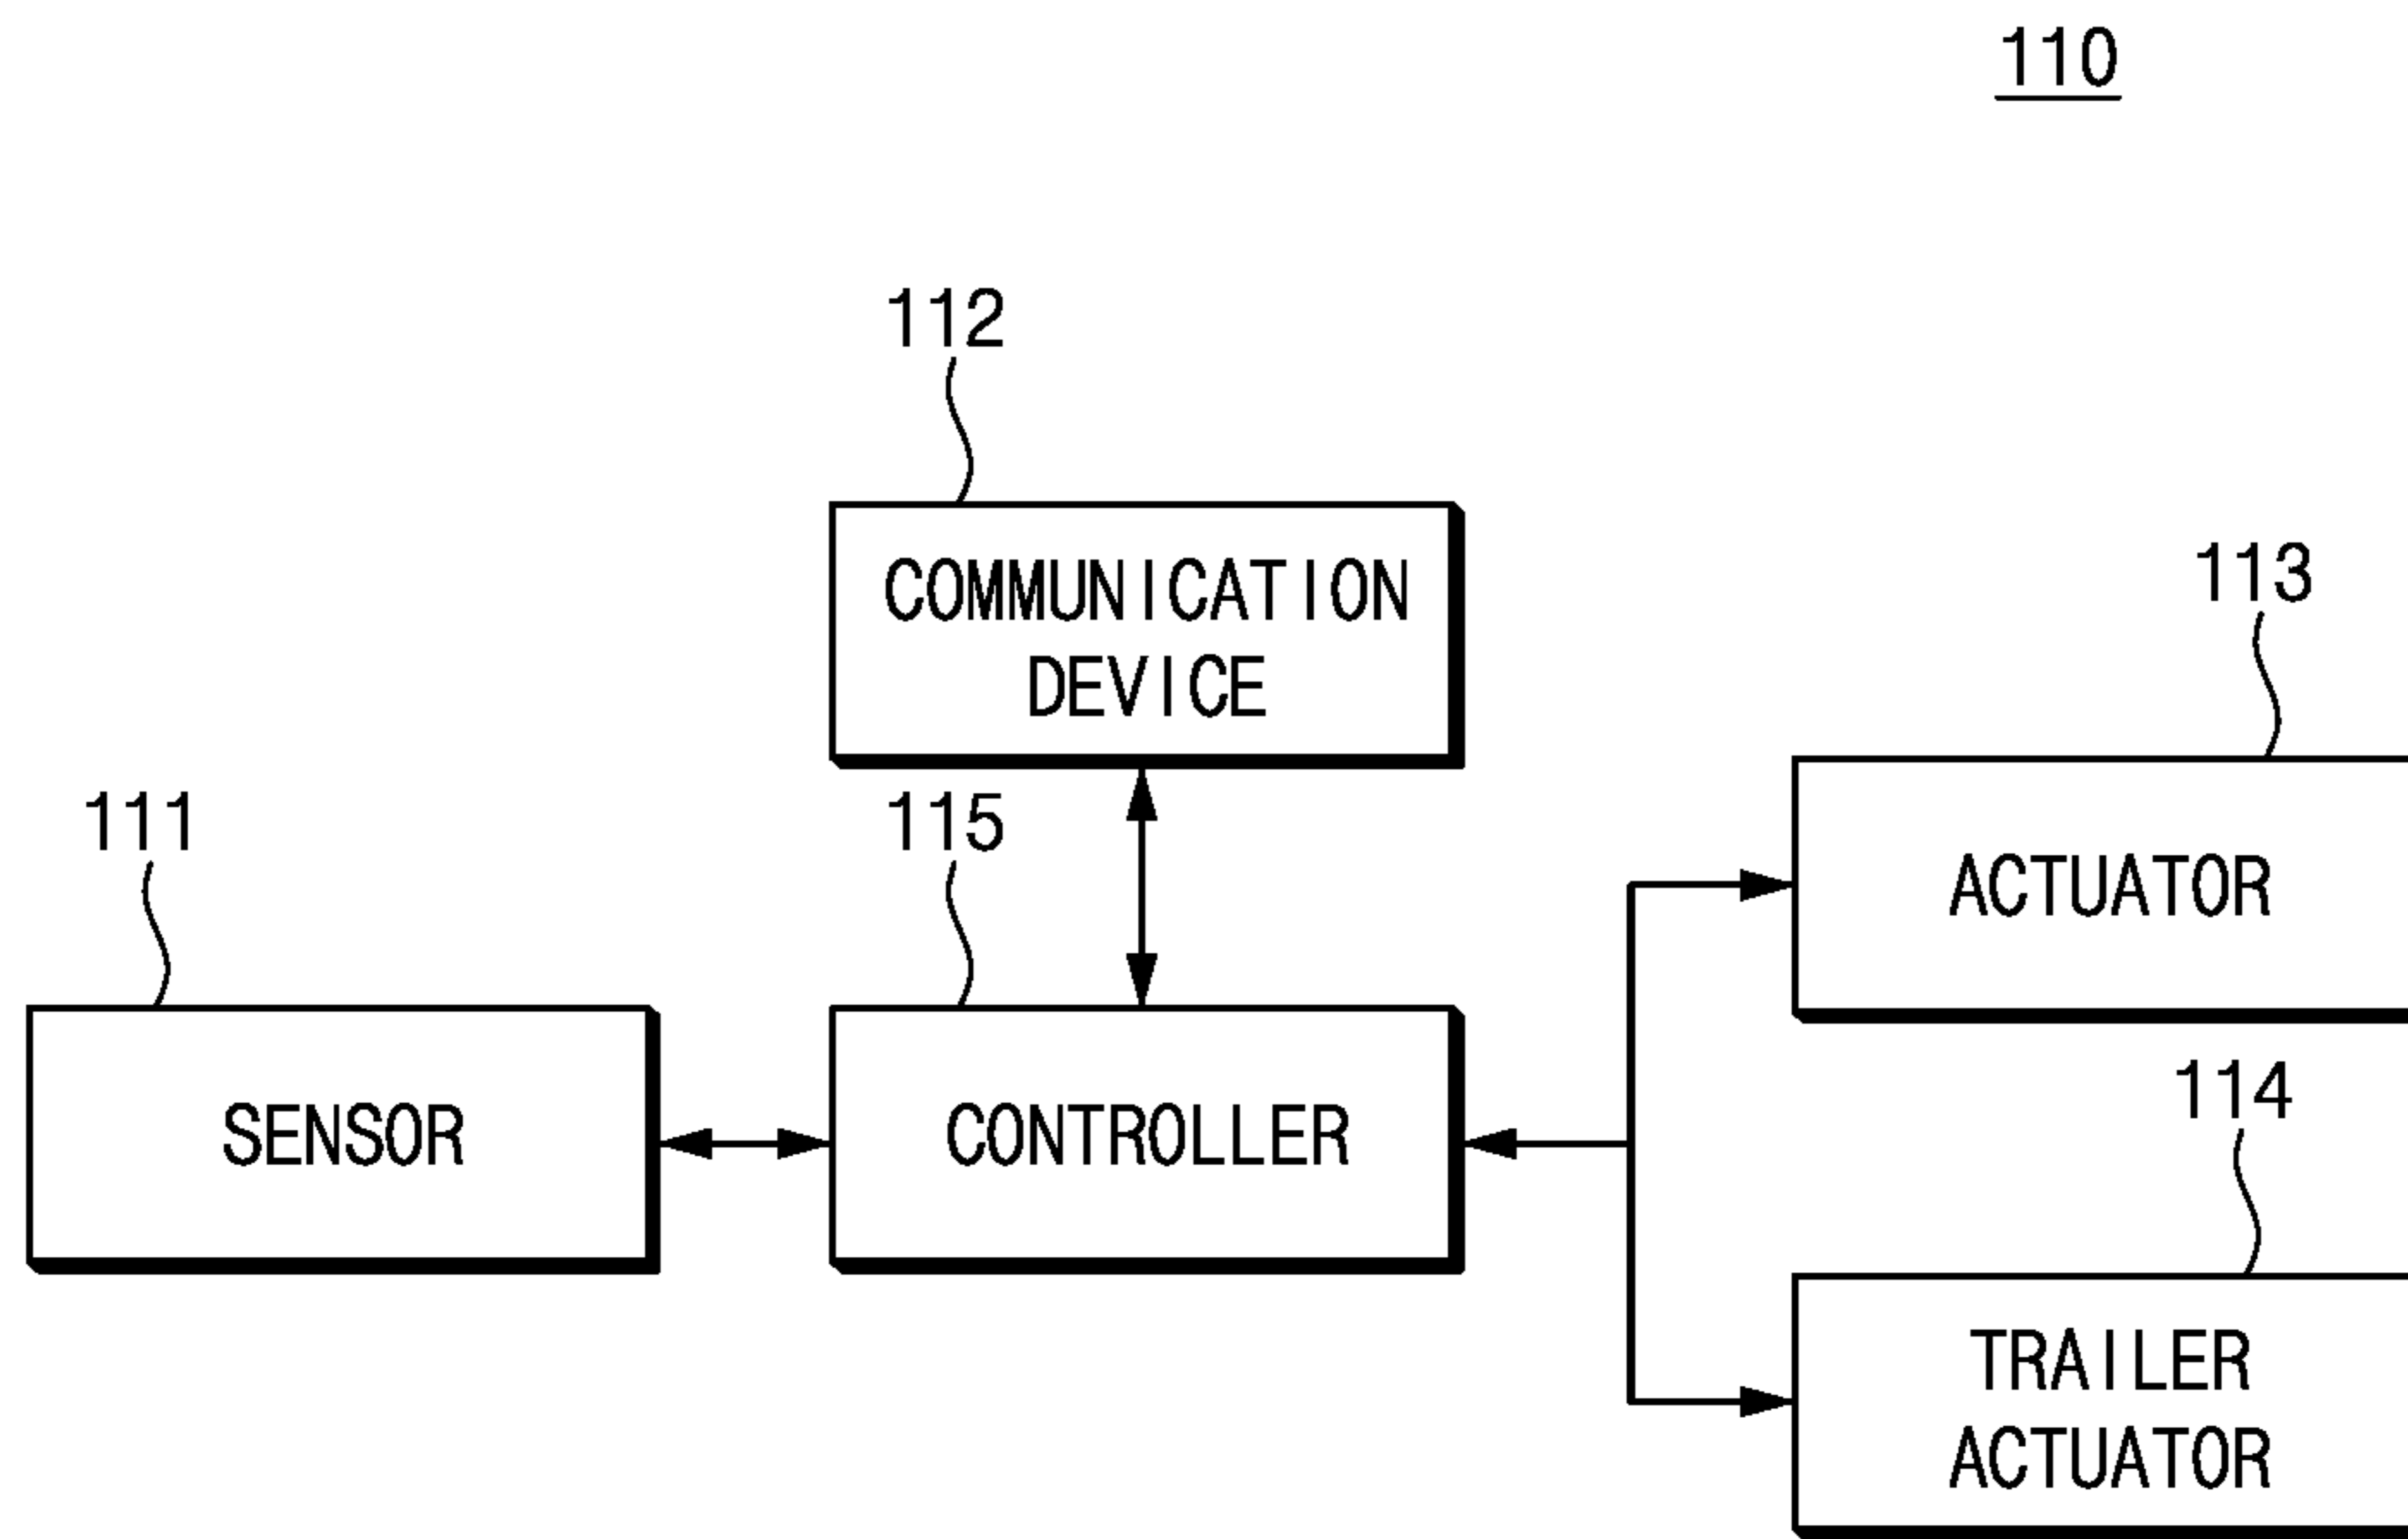 110
112
COMMUNICATION
DEVICE
113
ACTUATOR
111
SENSOR
115
CONTROLLER
114
TRAILER
ACTUATOR